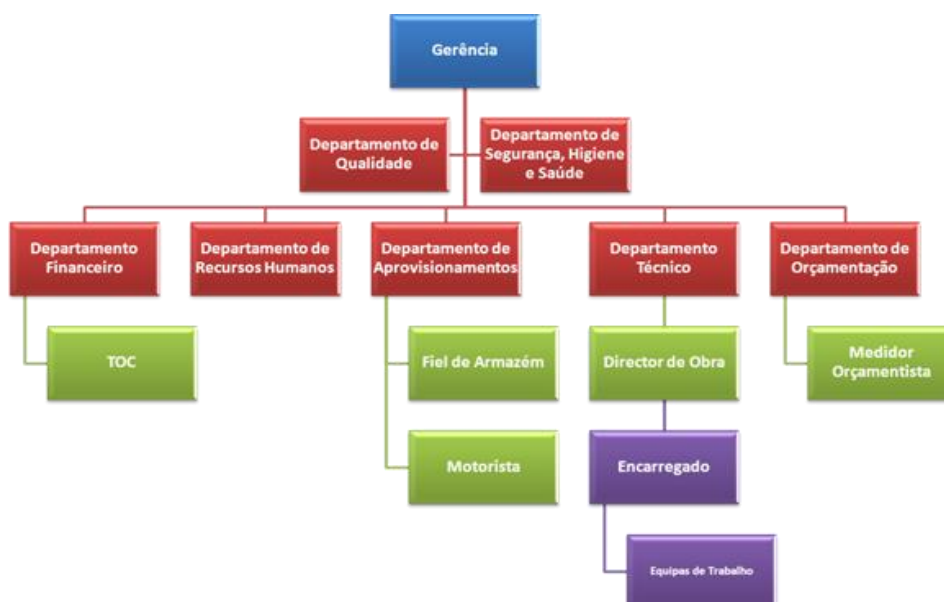 Gerência
Departamento de
Qualidade
Departamento de
Segurança, Higiene
e Saúde
Departamento
Financeiro
Departamento de
Recursos Humanos
Departamento de
Aprovisionamentos
Departamento
Técnico
Departamento de
Orçamentação
TOC
Fiel de Armazém
Director de Obra
Medidor
Orçamentista
Motorista
Encarregado
Equipas de Trabalho